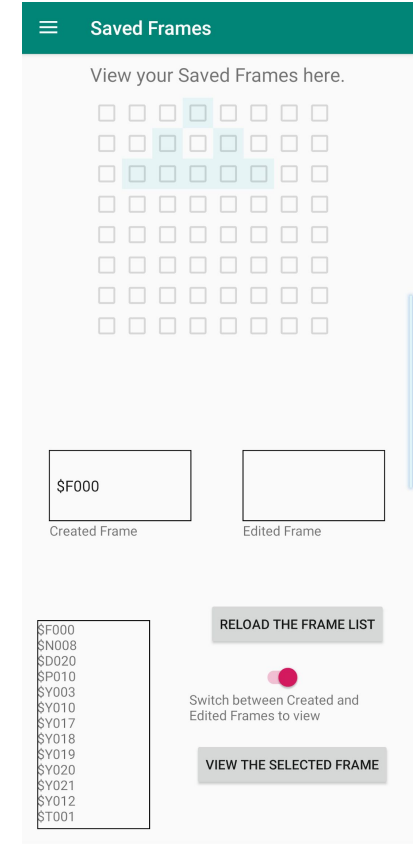 Saved Frames
View your Saved Frames here.
$F000
Created Frame
Edited Frame
$F000
$N008
$D020
$P010
$Y003
$Y010
$Y017
$Y018
$Y019
$Y020
$Y021
$Y012
$T001
RELOAD THE FRAME LIST
Switch between Created and
Edited Frames to view
VIEW THE SELECTED FRAME